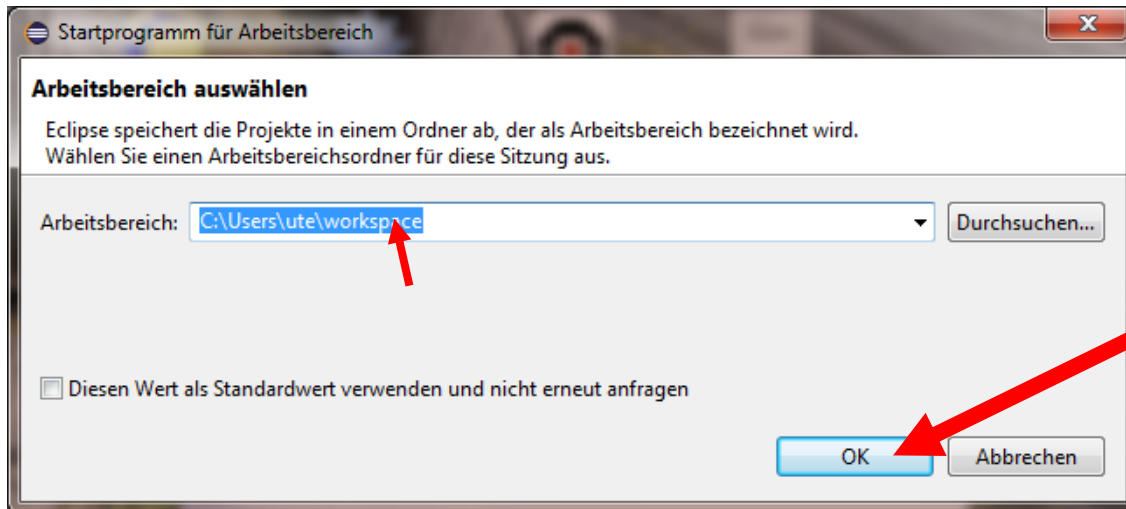 Startprogramm für Arbeitsbereich
Arbeitsbereich auswählen
Eclipse speichert die Projekte in einem Ordner ab, der als Arbeitsbereich bezeichnet wird.
Wählen Sie einen Arbeitsbereichsordner für diese Sitzung aus.
Arbeitsbereich: C:\Users\ute\workspace Durchsuchen...
Diesen Wert als Standardwert verwenden und nicht erneut anfragen
OK Abbrechen